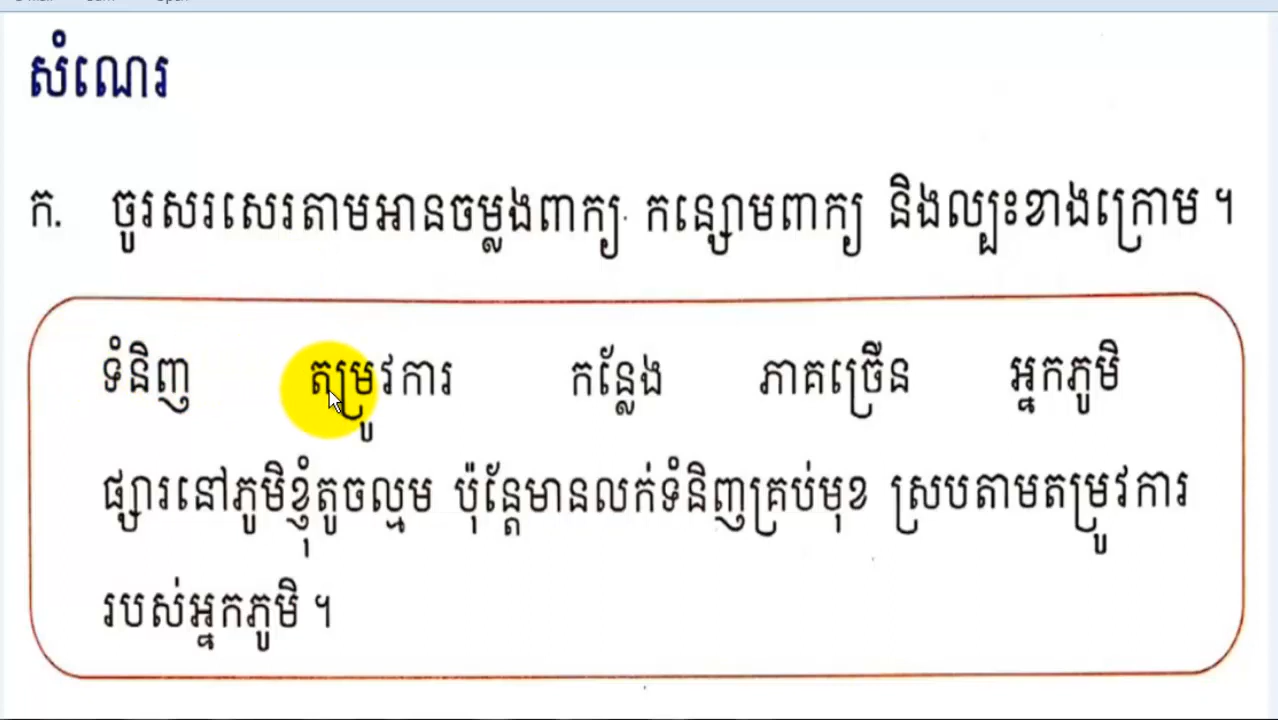 សំណេរ
ក. ចូរសរសេរតាមអានចម្លងពាក្យ កន្សោមពាក្យ និងល្បះខាងក្រោម ។
ទំនិញ តម្រូវការ កន្លែង ភាគច្រើន អ្នកភូមិ
ផ្សារនៅភូមិខ្ញុំតូចល្មម ប៉ុន្តែមានលក់ទំនិញគ្រប់មុខ ស្របតាមតម្រូវការ
របស់អ្នកភូមិ ។